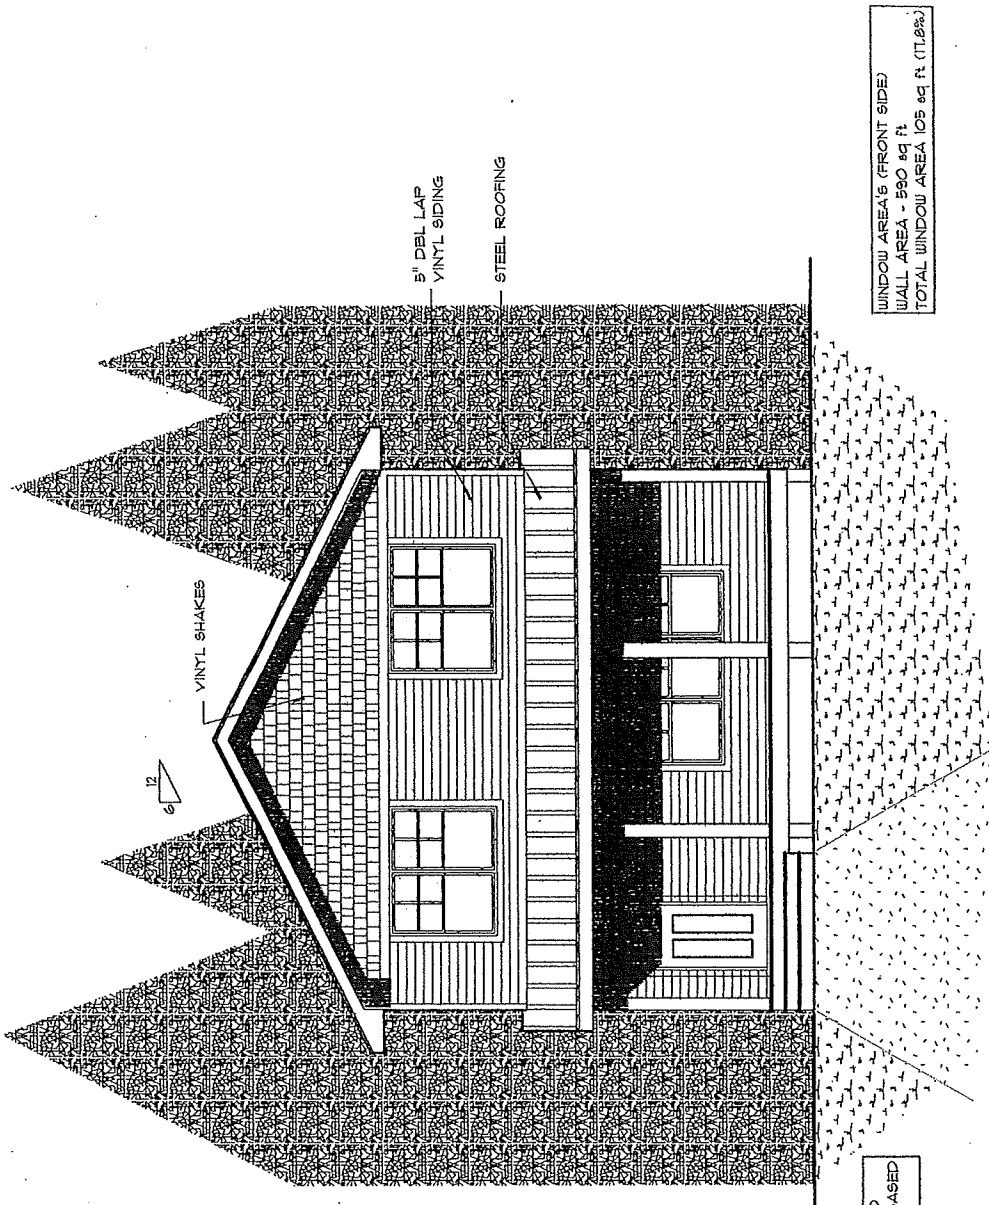 12
6
VINYL SHAKES
5" DBL LAP
VINYL SIDING
STEEL ROOFING
WINDOW AREA'S (FRONT SIDE)
WALL AREA - 590 sq ft
TOTAL WINDOW AREA 105 sq ft (17.8%)
ASED